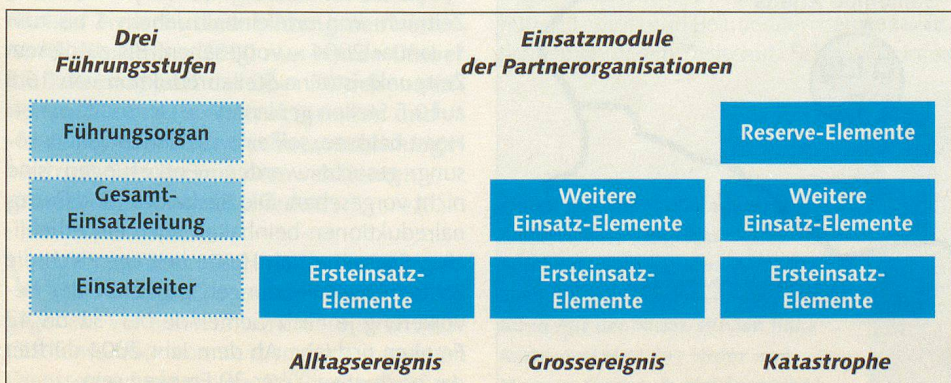 Drei
Führungsstufen
Einsatzmodule
der Partnerorganisationen
Führungsorgan
Reserve-Elemente
Gesamt-
Einsatzleitung
Weitere
Einsatz-Elemente
Weitere
Einsatz-Elemente
Einsatzleiter
Ersteinsatz-
Elemente
Ersteinsatz-
Elemente
Ersteinsatz-
Elemente
Alltagsereignis
Grossereignis
Katastrophe